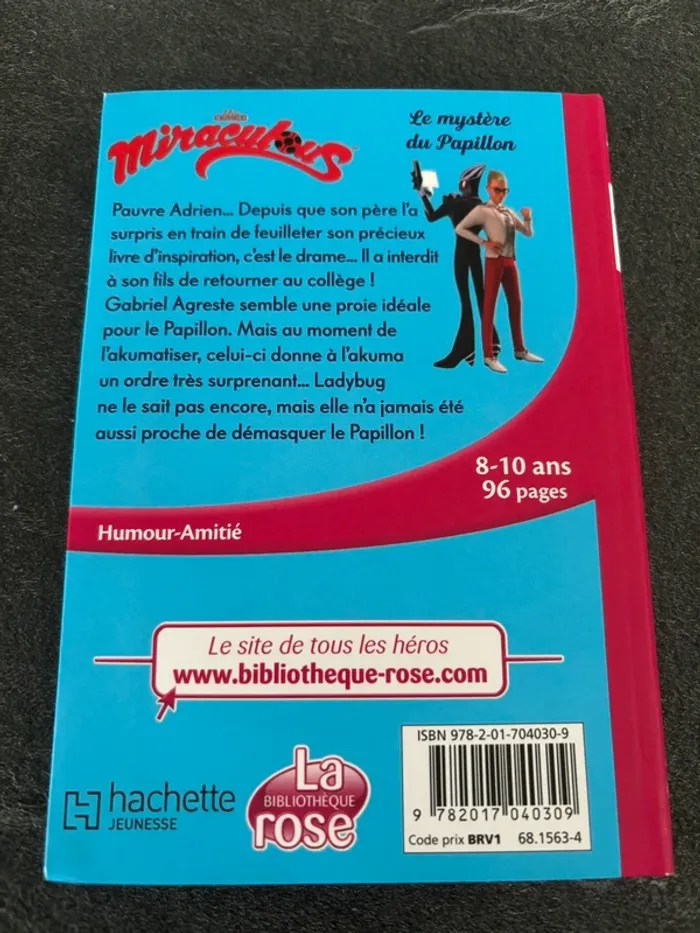 Miraculous
Le mystère
du Papillon
Pauvre Adrien... Depuis que son père l'a
surpris en train de feuilleter son précieux
livre d'inspiration, c'est le drame... Il a interdit
à son fils de retourner au collège !
Gabriel Agreste semble une proie idéale
pour le Papillon. Mais au moment de
l'akumatiser, celui-ci donne à l'akuma
un ordre très surprenant... Ladybug
ne le sait pas encore, mais elle n'a jamais été
aussi proche de démasquer le Papillon !
8-10 ans
96 pages
Humour-Amitié
Le site de tous les héros
www.bibliotheque-rose.com
ISBN 978-2-01-704030-9
9 782017 040309
Code prix BRV1 68.1563-4
hachette
JEUNESSE
La
BIBLIOTHÈQUE
rose